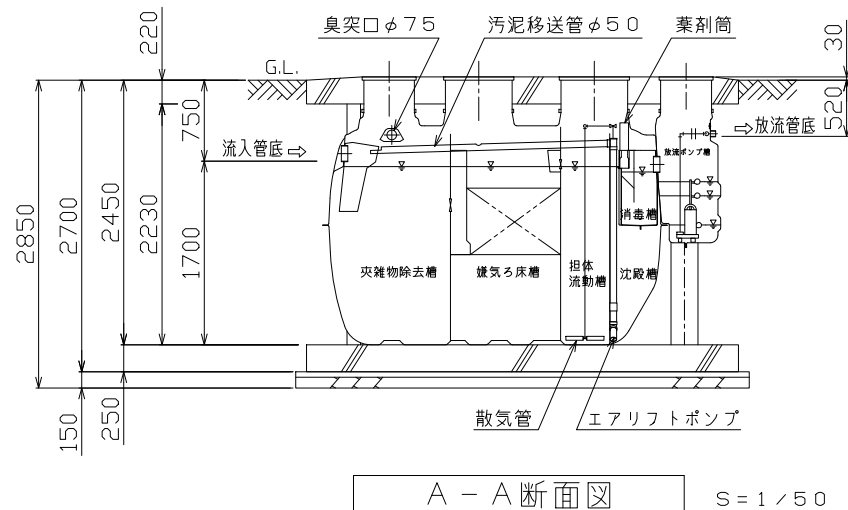 臭突口φ75
汚泥移送管φ50
薬剤筒
220
30
G.L.
750
520
流入管底⇨
⇨放流管底
放流ポンプ槽
2850
2700
2450
2230
1700
消毒槽
夾雑物除去槽
嫌気ろ床槽
担体
流動槽
沈殿槽
散気管
エアリフトポンプ
150
250
A-A断面図
S=1/50